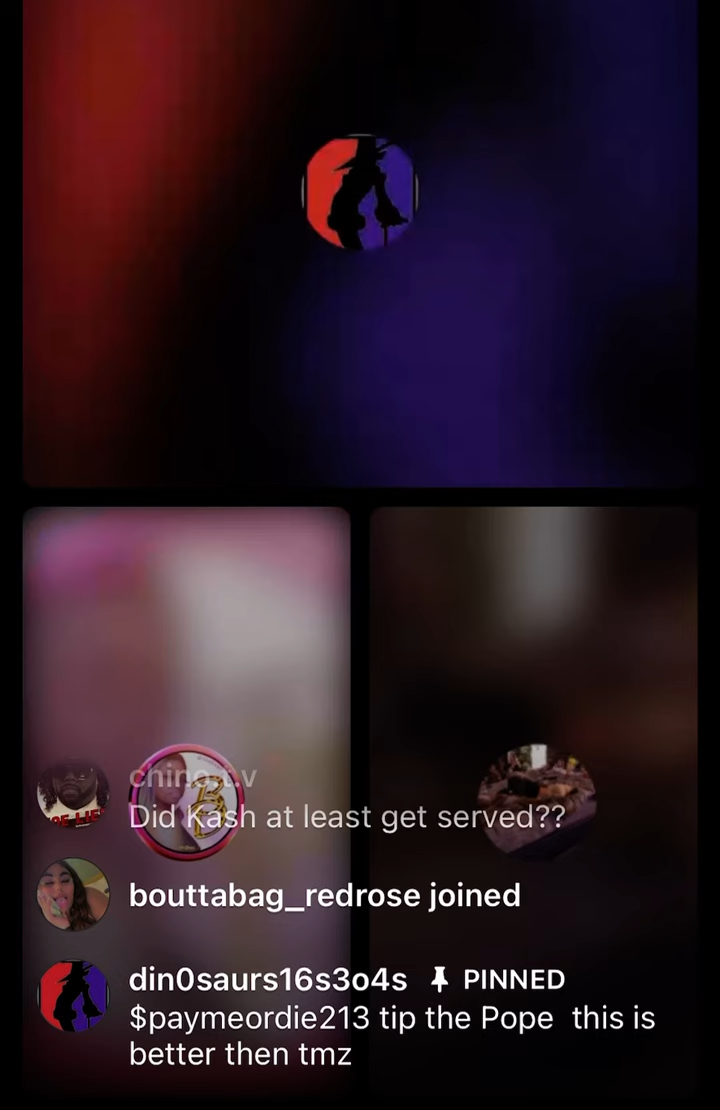 chino.t.v
Did Kash at least get served??
bouttabag_redrose joined
din0saurs16s3o4s PINNED
$paymeordie213 tip the Pope  this is
better then tmz